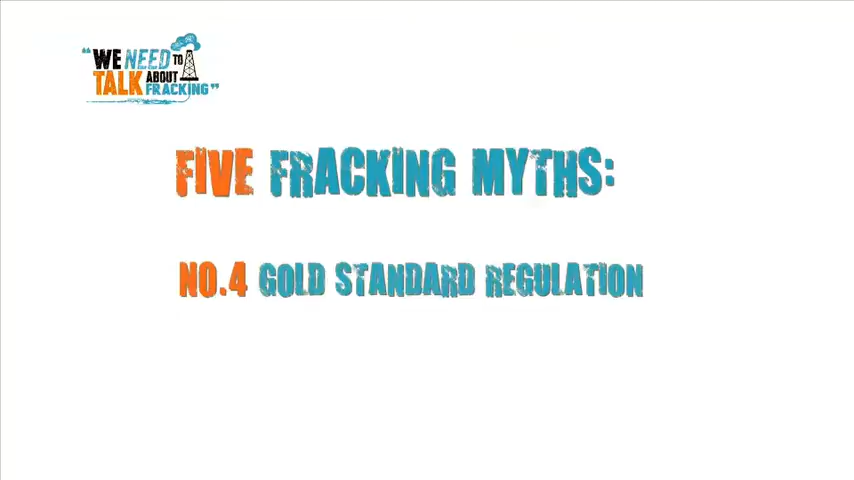 "WE NEED TO
TALK ABOUT
FRACKING"
FIVE FRACKING MYTHS:
NO.4 GOLD STANDARD REGULATION